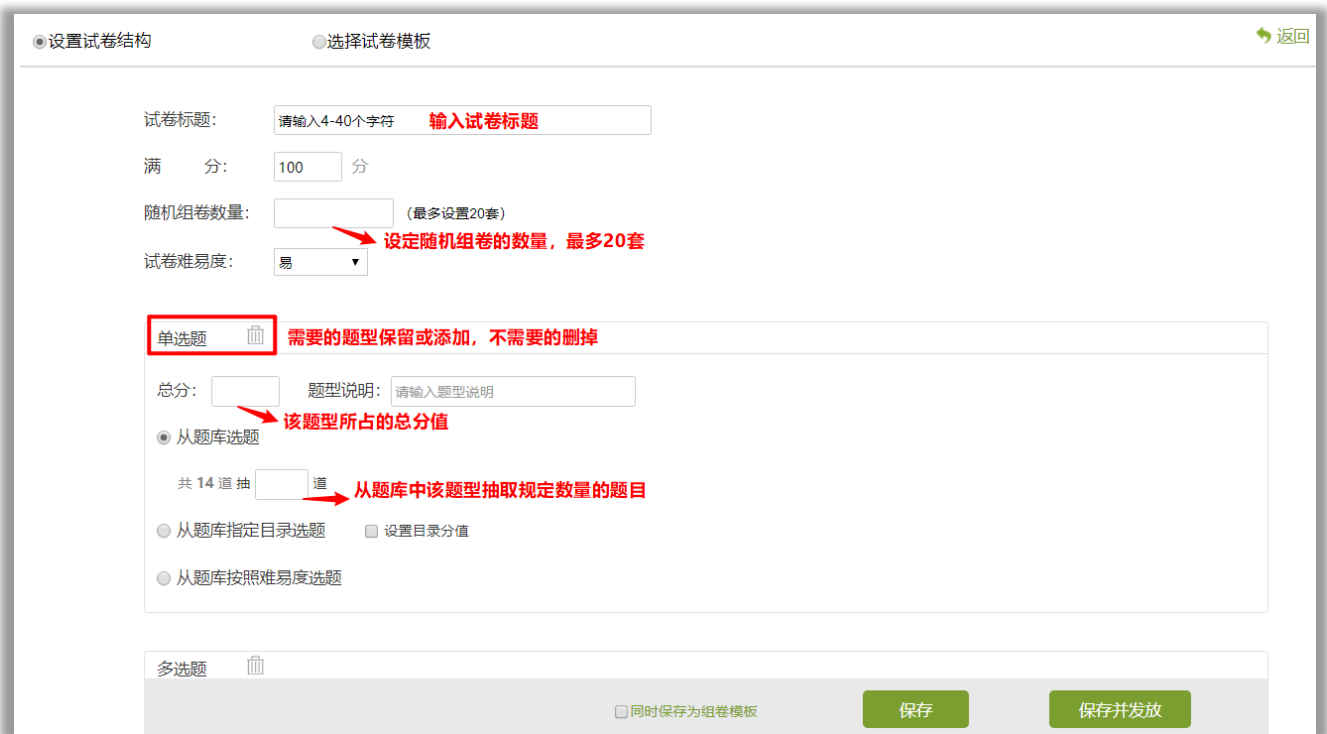 设置试卷结构 选择试卷模板 返回
试卷标题： 请输入4-40个字符 输入试卷标题
满 分： 100 分
随机组卷数量： （最多设置20套）
设定随机组卷的数量，最多20套
试卷难易度： 易
单选题 需要的题型保留或添加，不需要的删掉
总分： 题型说明： 请输入题型说明
该题型所占的总分值
从题库选题
共 14 道 抽 道
从题库中该题型抽取规定数量的题目
从题库指定目录选题 设置目录分值
从题库按照难易度选题
多选题
同时保存为组卷模板 保存 保存并发放